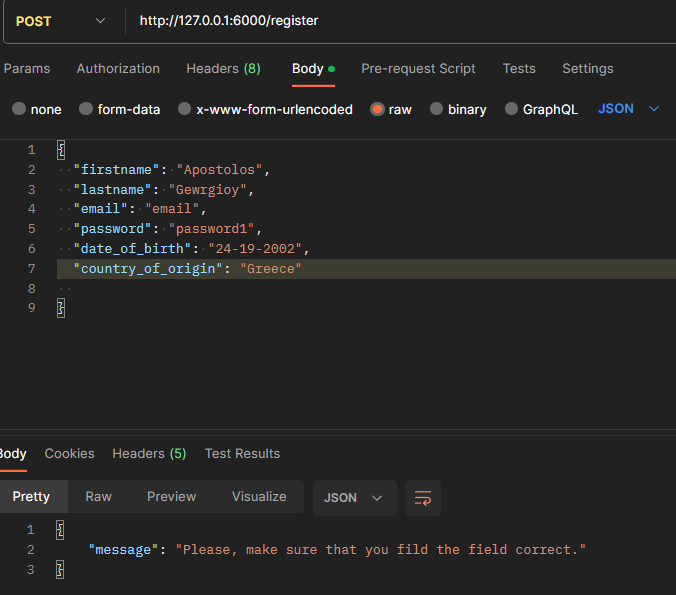 POST http://127.0.0.1:6000/register
Params Authorization Headers (8) Body Pre-request Script Tests Settings
none form-data x-www-form-urlencoded raw binary GraphQL JSON
1 {
2 "firstname": "Apostolos",
3 "lastname": "Gewrgioy",
4 "email": "email",
5 "password": "password1",
6 "date_of_birth": "24-19-2002",
7 "country_of_origin": "Greece"
8
9 }
Body Cookies Headers (5) Test Results
Pretty Raw Preview Visualize JSON
1 {
2 "message": "Please, make sure that you fild the field correct."
3 }